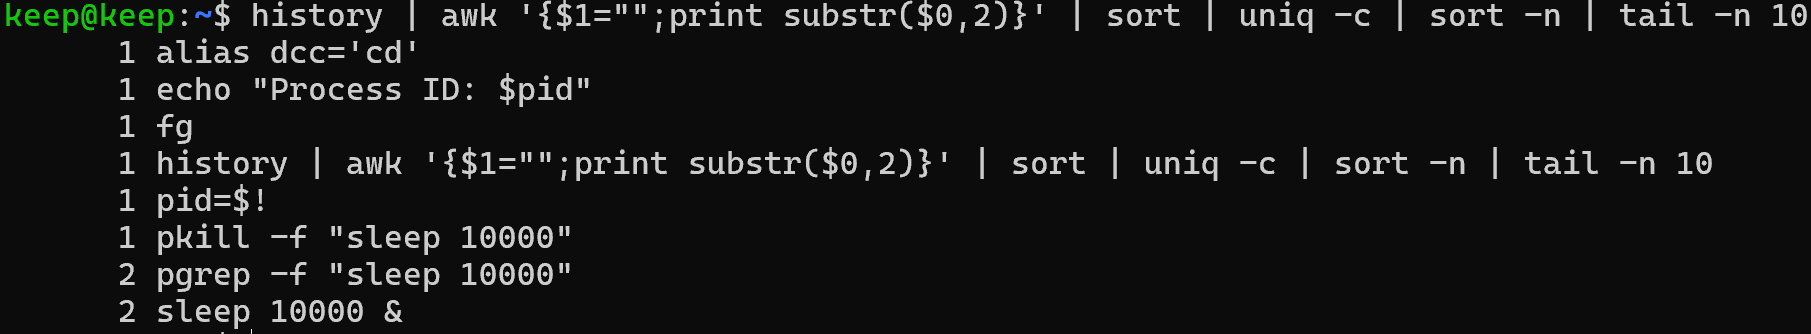 keep@keep:~$ history | awk '{$1="";print substr($0,2)}' | sort | uniq -c | sort -n | tail -n 10
1 alias dcc='cd'
1 echo "Process ID: $pid"
1 fg
1 history | awk '{$1="";print substr($0,2)}' | sort | uniq -c | sort -n | tail -n 10
1 pid=$!
1 pkill -f "sleep 10000"
2 pgrep -f "sleep 10000"
2 sleep 10000 &